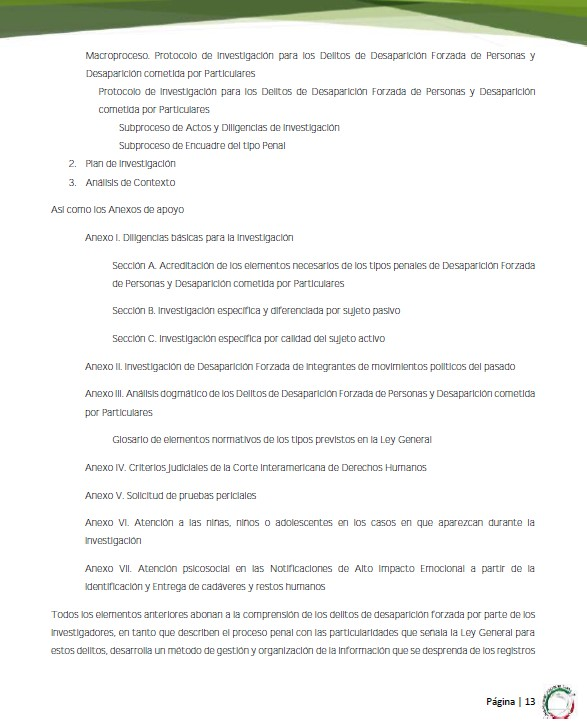 Macroproceso. Protocolo de Investigación para los Delitos de Desaparición Forzada de Personas y
Desaparición cometida por Particulares
Protocolo de Investigación para los Delitos de Desaparición Forzada de Personas y Desaparición
cometida por Particulares
Subproceso de Actos y Diligencias de Investigación
Subproceso de Encuadre del tipo Penal
2. Plan de Investigación
3. Análisis de Contexto
Así como los Anexos de apoyo
Anexo I. Diligencias básicas para la Investigación
Sección A. Acreditación de los elementos necesarios de los tipos penales de Desaparición Forzada
de Personas y Desaparición cometida por Particulares
Sección B. Investigación específica y diferenciada por sujeto pasivo
Sección C. Investigación específica por calidad del sujeto activo
Anexo II. Investigación de Desaparición Forzada de integrantes de movimientos políticos del pasado
Anexo III. Análisis dogmático de los Delitos de Desaparición Forzada de Personas y Desaparición cometida
por Particulares
Glosario de elementos normativos de los tipos previstos en la Ley General
Anexo IV. Criterios judiciales de la Corte Interamericana de Derechos Humanos
Anexo V. Solicitud de pruebas periciales
Anexo VI. Atención a las niñas, niños o adolescentes en los casos en que aparezcan durante la
Investigación
Anexo VII. Atención psicosocial en las Notificaciones de Alto Impacto Emocional a partir de la
Identificación y Entrega de cadáveres y restos humanos
Todos los elementos anteriores abonan a la comprensión de los delitos de desaparición forzada por parte de los
investigadores, en tanto que describen el proceso penal con las particularidades que señala la Ley General para
estos delitos, desarrolla un método de gestión y organización de la información que se desprenda de los registros
Página | 13